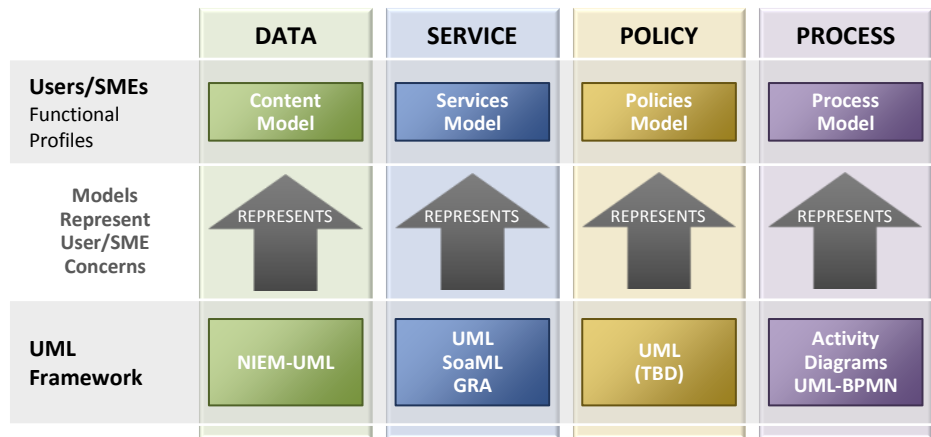 DATA SERVICE POLICY PROCESS
Users/SMEs
Functional
Profiles
Content
Model
Services
Model
Policies
Model
Process
Model
Models
Represent
User/SME
Concerns
REPRESENTS REPRESENTS REPRESENTS REPRESENTS
UML
Framework
NIEM-UML
UML
SoaML
GRA
UML
(TBD)
Activity
Diagrams
UML-BPMN